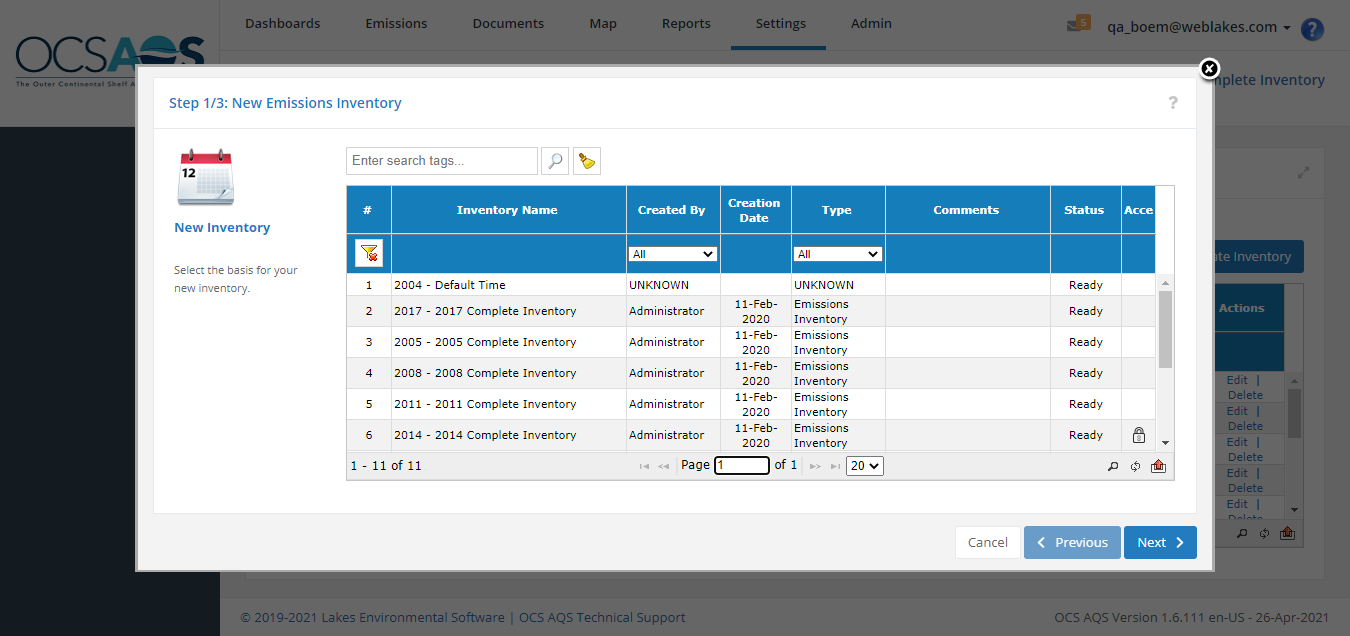 Dashboards Emissions Documents Map Reports Settings Admin
5 qa_boem@weblakes.com ?
OCSAQS
The Outer Continental Shelf A
mplete Inventory
Step 1/3: New Emissions Inventory ?
12
New Inventory
Select the basis for your
new inventory.
Enter search tags...
# Inventory Name Created By Creation Date Type Comments Status Acce
All All
1 2004 - Default Time UNKNOWN UNKNOWN Ready
2 2017 - 2017 Complete Inventory Administrator 11-Feb-2020 Emissions Inventory Ready
3 2005 - 2005 Complete Inventory Administrator 11-Feb-2020 Emissions Inventory Ready
4 2008 - 2008 Complete Inventory Administrator 11-Feb-2020 Emissions Inventory Ready
5 2011 - 2011 Complete Inventory Administrator 11-Feb-2020 Emissions Inventory Ready
6 2014 - 2014 Complete Inventory Administrator 11-Feb-2020 Emissions Inventory Ready
1 - 11 of 11 Page 1 of 1 20
Cancel Previous Next
ate Inventory
Actions
Edit |
Delete
Edit |
Delete
Edit |
Delete
Edit |
Delete
Edit |
Delete
© 2019-2021 Lakes Environmental Software | OCS AQS Technical Support
OCS AQS Version 1.6.111 en-US - 26-Apr-2021